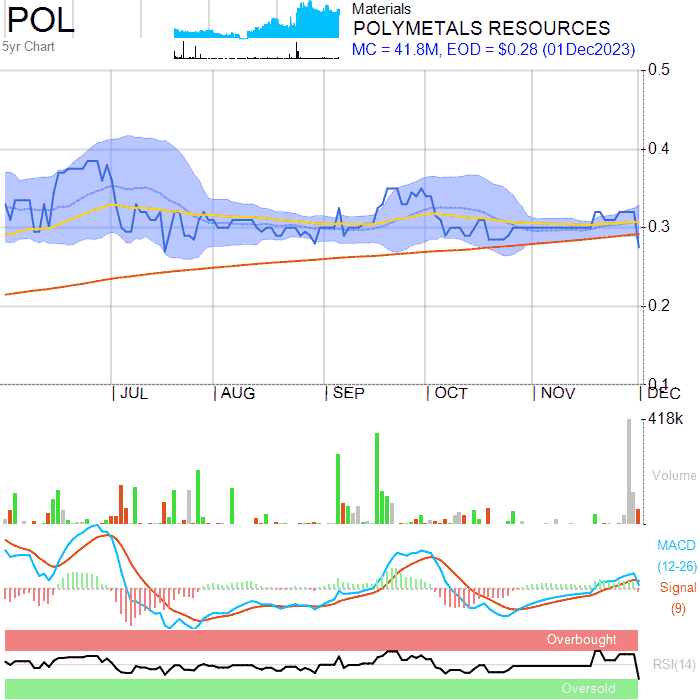 POL
5yr Chart
Materials
POLYMETALS RESOURCES
MC = 41.8M, EOD = $0.28 (01Dec2023)
0.5
0.4
0.3
0.2
0.1
JUL AUG SEP OCT NOV DEC
418k
Volume
MACD
(12-26)
Signal
(9)
Overbought
RSI(14)
Oversold